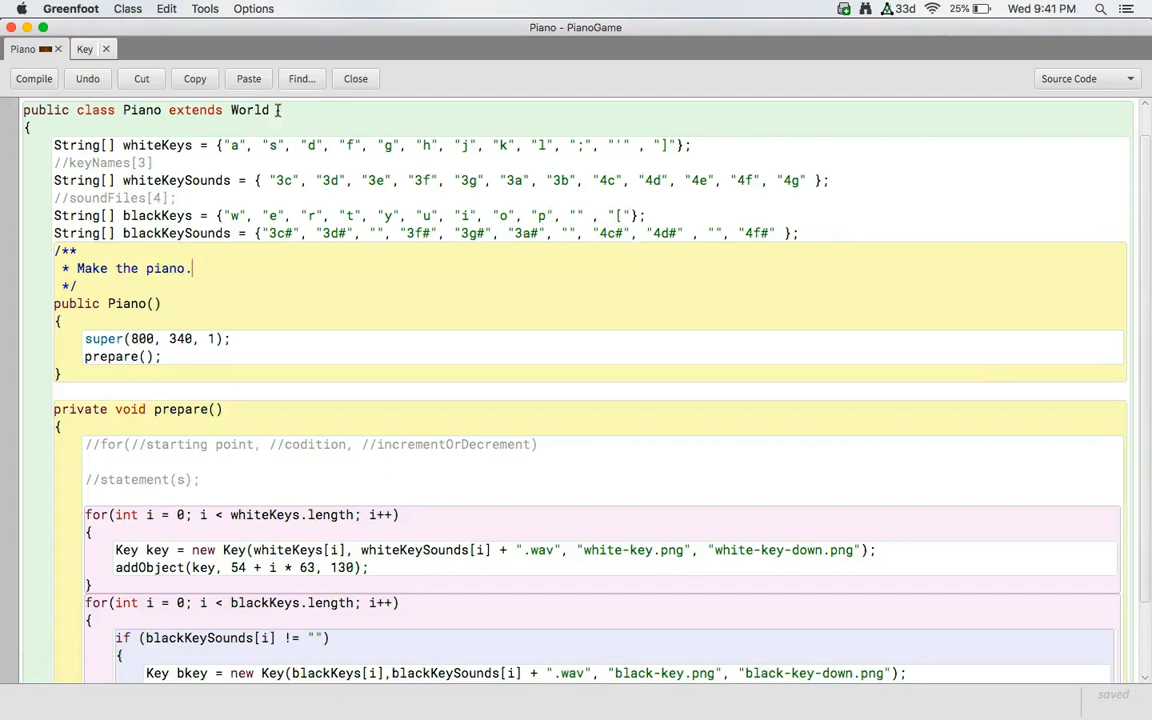 Greenfoot Class Edit Tools Options 33d 25% Wed 9:41 PM
Piano - PianoGame
Piano Key
Compile Undo Cut Copy Paste Find... Close Source Code
public class Piano extends World
{
String[] whiteKeys = {"a", "s", "d", "f", "g", "h", "j", "k", "l", ";", "'" , "]"};
//keyNames[3]
String[] whiteKeySounds = { "3c", "3d", "3e", "3f", "3g", "3a", "3b", "4c", "4d", "4e", "4f", "4g" };
//soundFiles[4];
String[] blackKeys = {"w", "e", "r", "t", "y", "u", "i", "o", "p", "" , "["};
String[] blackKeySounds = {"3c#", "3d#", "", "3f#", "3g#", "3a#", "", "4c#", "4d#" , "", "4f#" };
/**
* Make the piano.
*/
public Piano()
{
super(800, 340, 1);
prepare();
}
private void prepare()
{
//for(//starting point, //codition, //incrementOrDecrement)
//statement(s);
for(int i = 0; i < whiteKeys.length; i++)
{
Key key = new Key(whiteKeys[i], whiteKeySounds[i] + ".wav", "white-key.png", "white-key-down.png");
addObject(key, 54 + i * 63, 130);
}
for(int i = 0; i < blackKeys.length; i++)
{
if (blackKeySounds[i] != "")
{
Key bkey = new Key(blackKeys[i],blackKeySounds[i] + ".wav", "black-key.png", "black-key-down.png");
saved